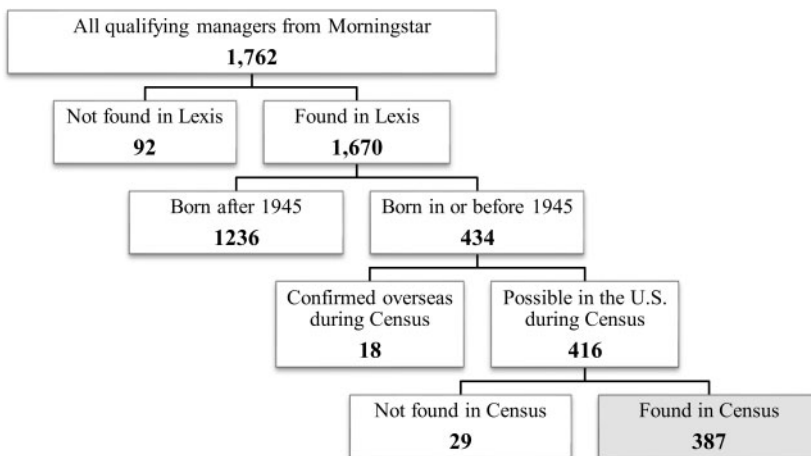 All qualifying managers from Morningstar
1,762
Not found in Lexis
92
Found in Lexis
1,670
Born after 1945
1236
Born in or before 1945
434
Confirmed overseas
during Census
18
Possible in the U.S.
during Census
416
Not found in Census
29
Found in Census
387